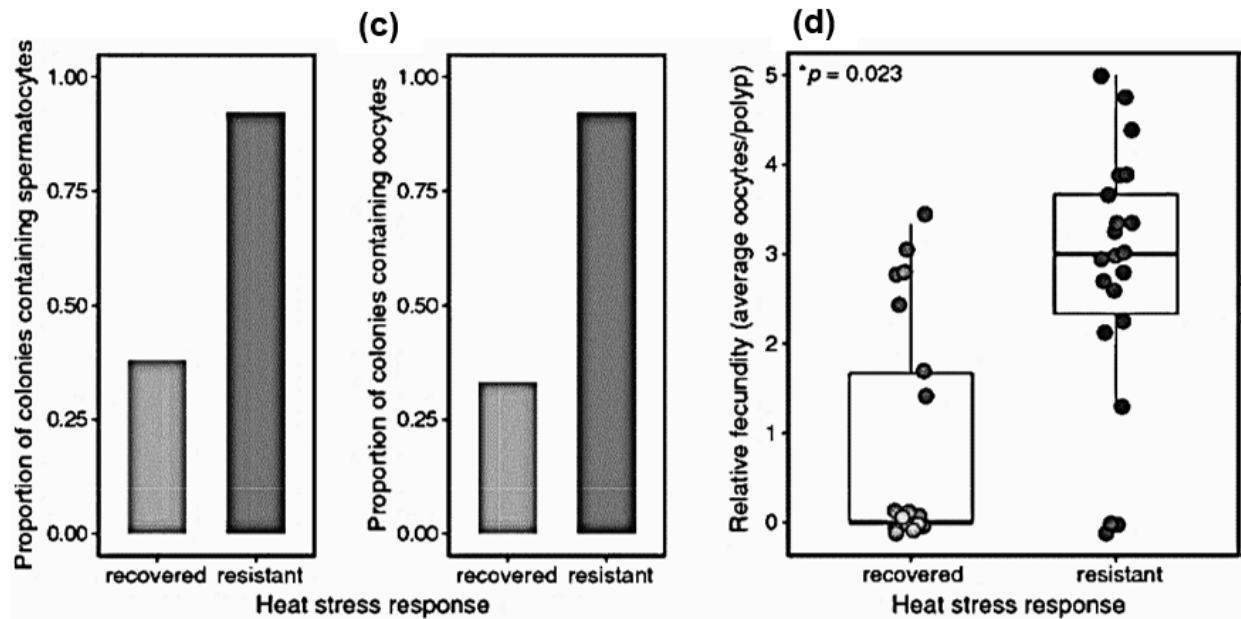 (c)
(d)
Proportion of colonies containing spermatocytes
1.00
0.75
0.50
0.25
0.00
recovered resistant
Heat stress response
Proportion of colonies containing oocytes
1.00
0.75
0.50
0.25
0.00
recovered resistant
Relative fecundity (average oocytes/polyp)
*p = 0.023
5
4
3
2
1
0
recovered resistant
Heat stress response